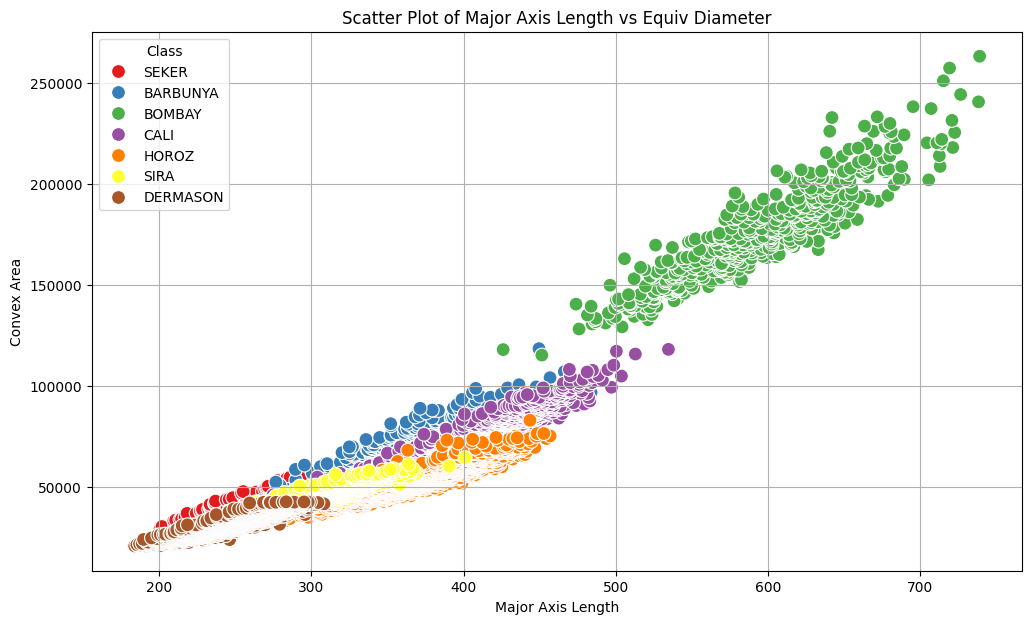 Scatter Plot of Major Axis Length vs Equiv Diameter
Class
SEKER
BARBUNYA
BOMBAY
CALI
HOROZ
SIRA
DERMASON
Convex Area
250000
200000
150000
100000
50000
200 300 400 500 600 700
Major Axis Length